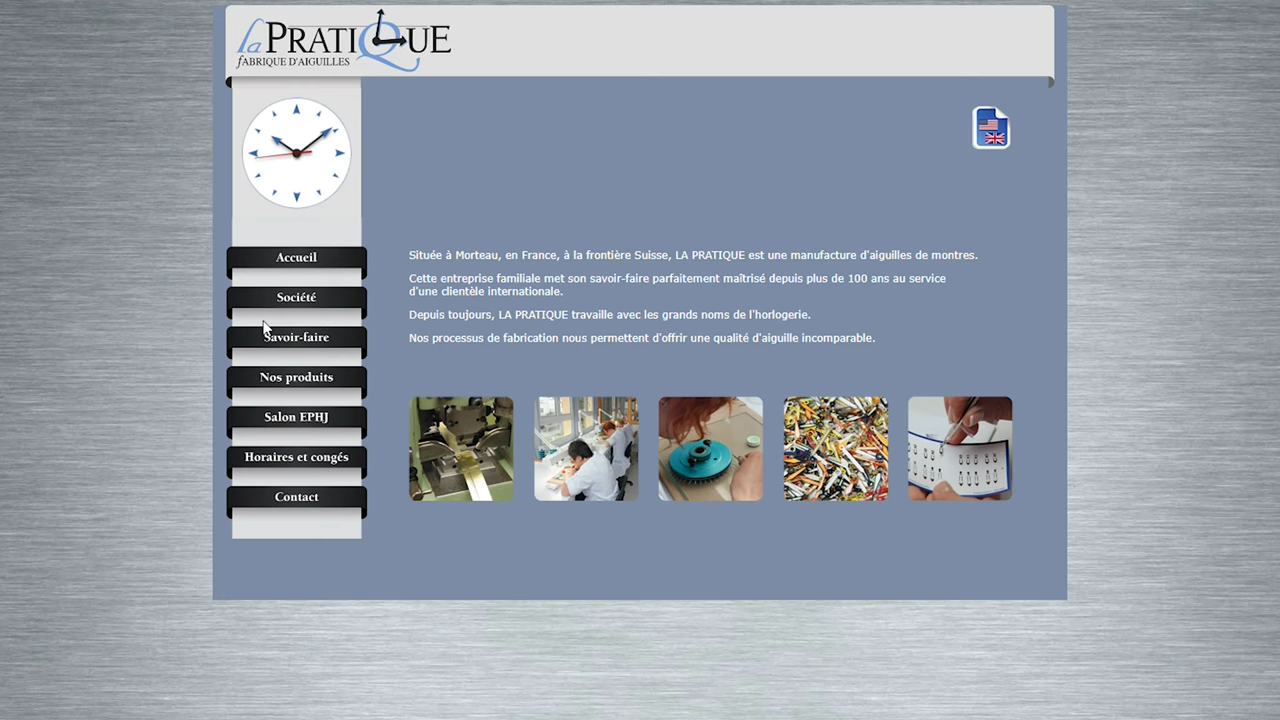 la PRATIQUE
FABRIQUE D'AIGUILLES
Accueil
Société
Savoir-faire
Nos produits
Salon EPHJ
Horaires et congés
Contact
Située à Morteau, en France, à la frontière Suisse, LA PRATIQUE est une manufacture d'aiguilles de montres.
Cette entreprise familiale met son savoir-faire parfaitement maîtrisé depuis plus de 100 ans au service
d'une clientèle internationale.
Depuis toujours, LA PRATIQUE travaille avec les grands noms de l'horlogerie.
Nos processus de fabrication nous permettent d'offrir une qualité d'aiguille incomparable.